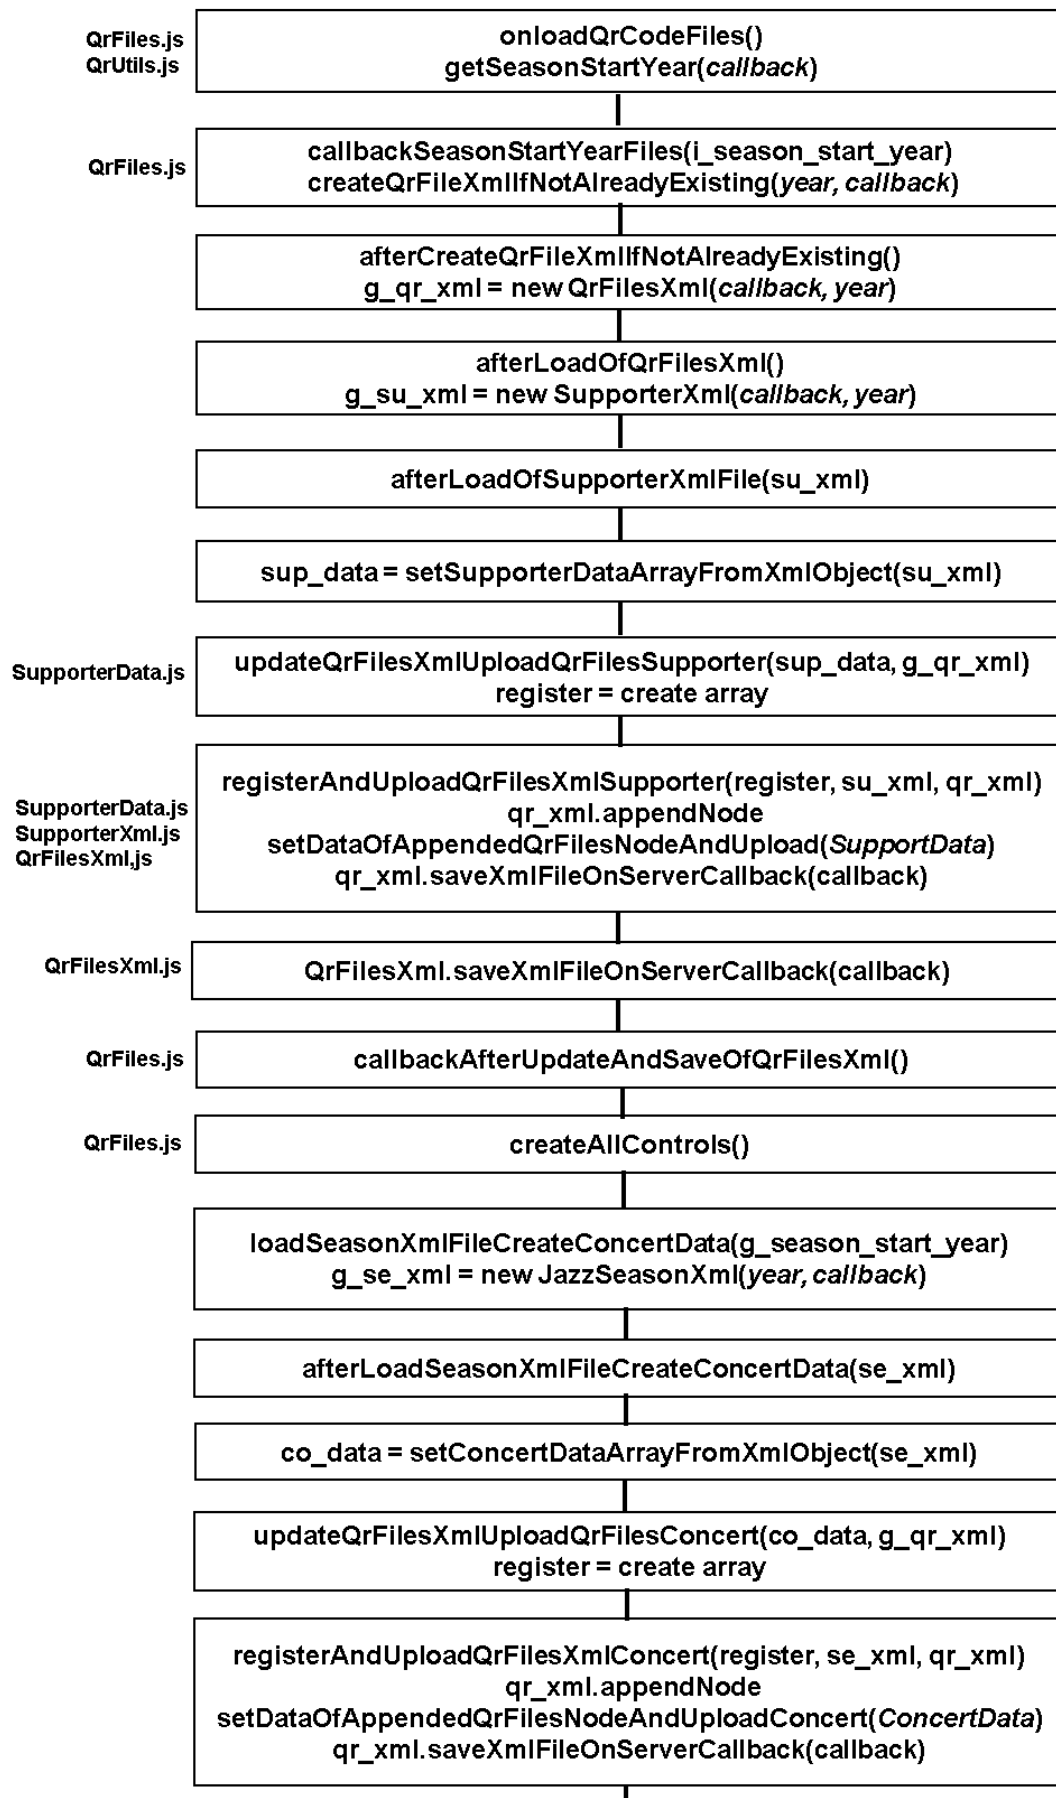 QrFiles.js
QrUtils.js
onloadQrCodeFiles()
getSeasonStartYear(callback)
QrFiles.js
callbackSeasonStartYearFiles(i_season_start_year)
createQrFileXmlIfNotAlreadyExisting(year, callback)
afterCreateQrFileXmlIfNotAlreadyExisting()
g_qr_xml = new QrFilesXml(callback, year)
afterLoadOfQrFilesXml()
g_su_xml = new SupporterXml(callback, year)
afterLoadOfSupporterXmlFile(su_xml)
sup_data = setSupporterDataArrayFromXmlObject(su_xml)
SupporterData.js
updateQrFilesXmlUploadQrFilesSupporter(sup_data, g_qr_xml)
register = create array
SupporterData.js
SupporterXml.js
QrFilesXml,js
registerAndUploadQrFilesXmlSupporter(register, su_xml, qr_xml)
qr_xml.appendNode
setDataOfAppendedQrFilesNodeAndUpload(SupportData)
qr_xml.saveXmlFileOnServerCallback(callback)
QrFilesXml.js
QrFilesXml.saveXmlFileOnServerCallback(callback)
QrFiles.js
callbackAfterUpdateAndSaveOfQrFilesXml()
QrFiles.js
createAllControls()
loadSeasonXmlFileCreateConcertData(g_season_start_year)
g_se_xml = new JazzSeasonXml(year, callback)
afterLoadSeasonXmlFileCreateConcertData(se_xml)
co_data = setConcertDataArrayFromXmlObject(se_xml)
updateQrFilesXmlUploadQrFilesConcert(co_data, g_qr_xml)
register = create array
registerAndUploadQrFilesXmlConcert(register, se_xml, qr_xml)
qr_xml.appendNode
setDataOfAppendedQrFilesNodeAndUploadConcert(ConcertData)
qr_xml.saveXmlFileOnServerCallback(callback)